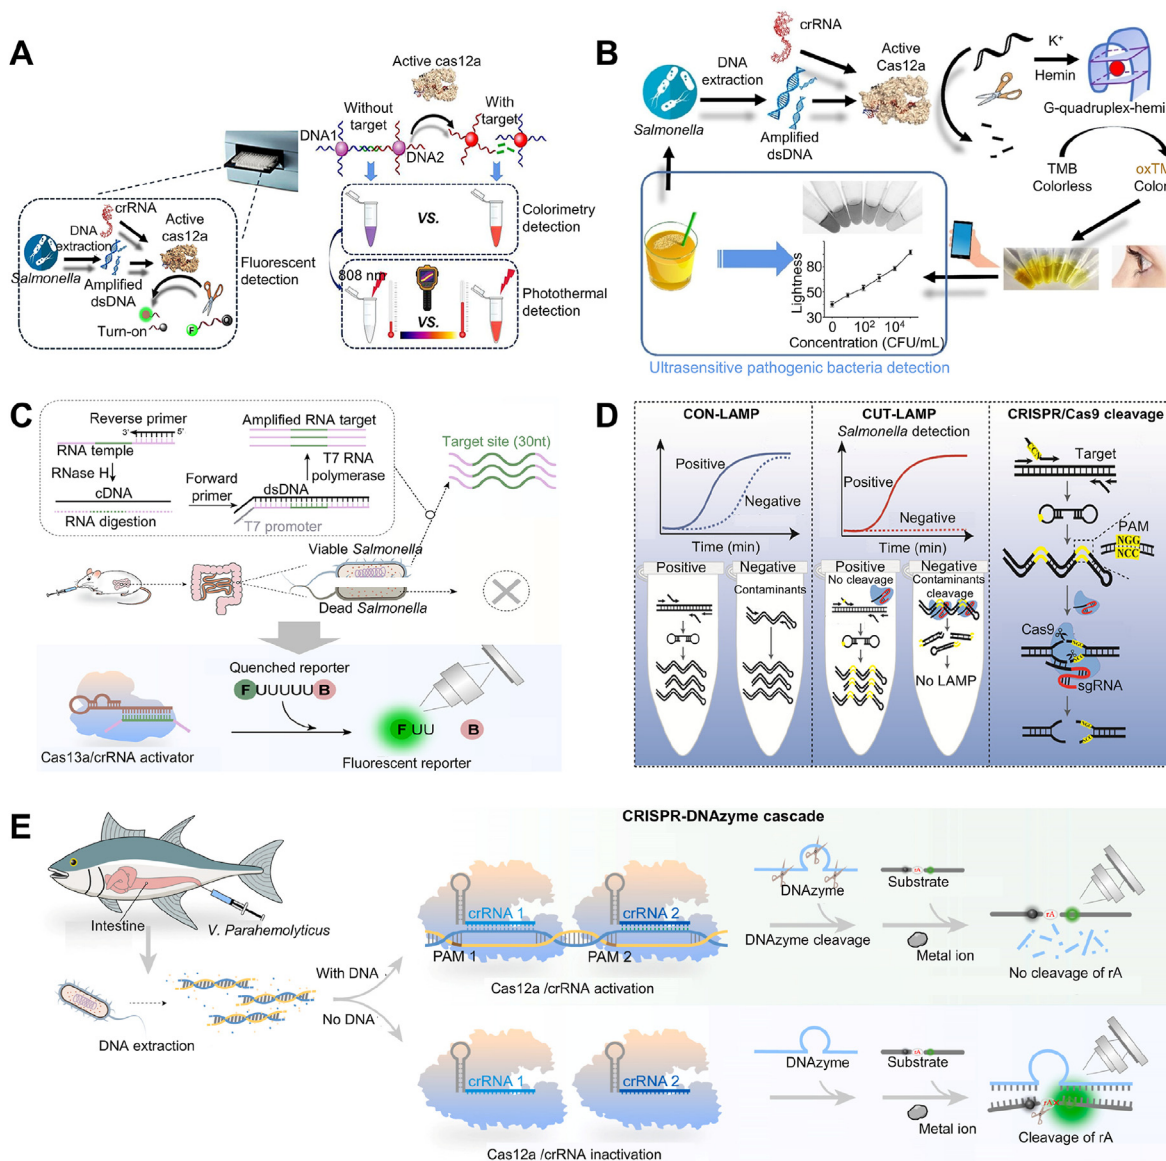 A
Active cas12a
Without
target
With
target
DNA1
DNA2
VS.
Colorimetry
detection
808 nm
VS.
Photothermal
detection
crRNA
DNA
extraction
Active
cas12a
Salmonella
Amplified
dsDNA
Turn-on
F
Fluorescent
detection
B
crRNA
DNA
extraction
Active
Cas12a
Salmonella
Amplified
dsDNA
K+
Hemin
G-quadruplex-hemi
TMB
Colorless
oxTM
Color
Lightness
80
50
30
0
10²
10⁴
Concentration (CFU/mL)
Ultrasensitive pathogenic bacteria detection
C
Reverse primer
3'
5'
RNA temple
RNase H
cDNA
RNA digestion
Forward
primer
Amplified RNA target
T7 RNA
polymerase
dsDNA
T7 promoter
Target site (30nt)
Viable Salmonella
Dead Salmonella
Quenched reporter
F UUUUU B
F UU B
Cas13a/crRNA activator
Fluorescent reporter
D
CON-LAMP
Positive
Negative
Time (min)
Positive
Negative
Contaminants
CUT-LAMP
Salmonella detection
Positive
Negative
Time (min)
Positive
No cleavage
Negative
Contaminants
cleavage
No LAMP
CRISPR/Cas9 cleavage
Target
PAM
NGG
NCC
Cas9
sgRNA
E
Intestine
V. Parahemolyticus
DNA extraction
With DNA
No DNA
CRISPR-DNAzyme cascade
crRNA 1
crRNA 2
PAM 1
PAM 2
Cas12a /crRNA activation
DNAzyme
DNAzyme cleavage
rA
Substrate
Metal ion
rA
No cleavage of rA
crRNA 1
crRNA 2
Cas12a /crRNA inactivation
DNAzyme
rA
Substrate
Metal ion
rA
Cleavage of rA